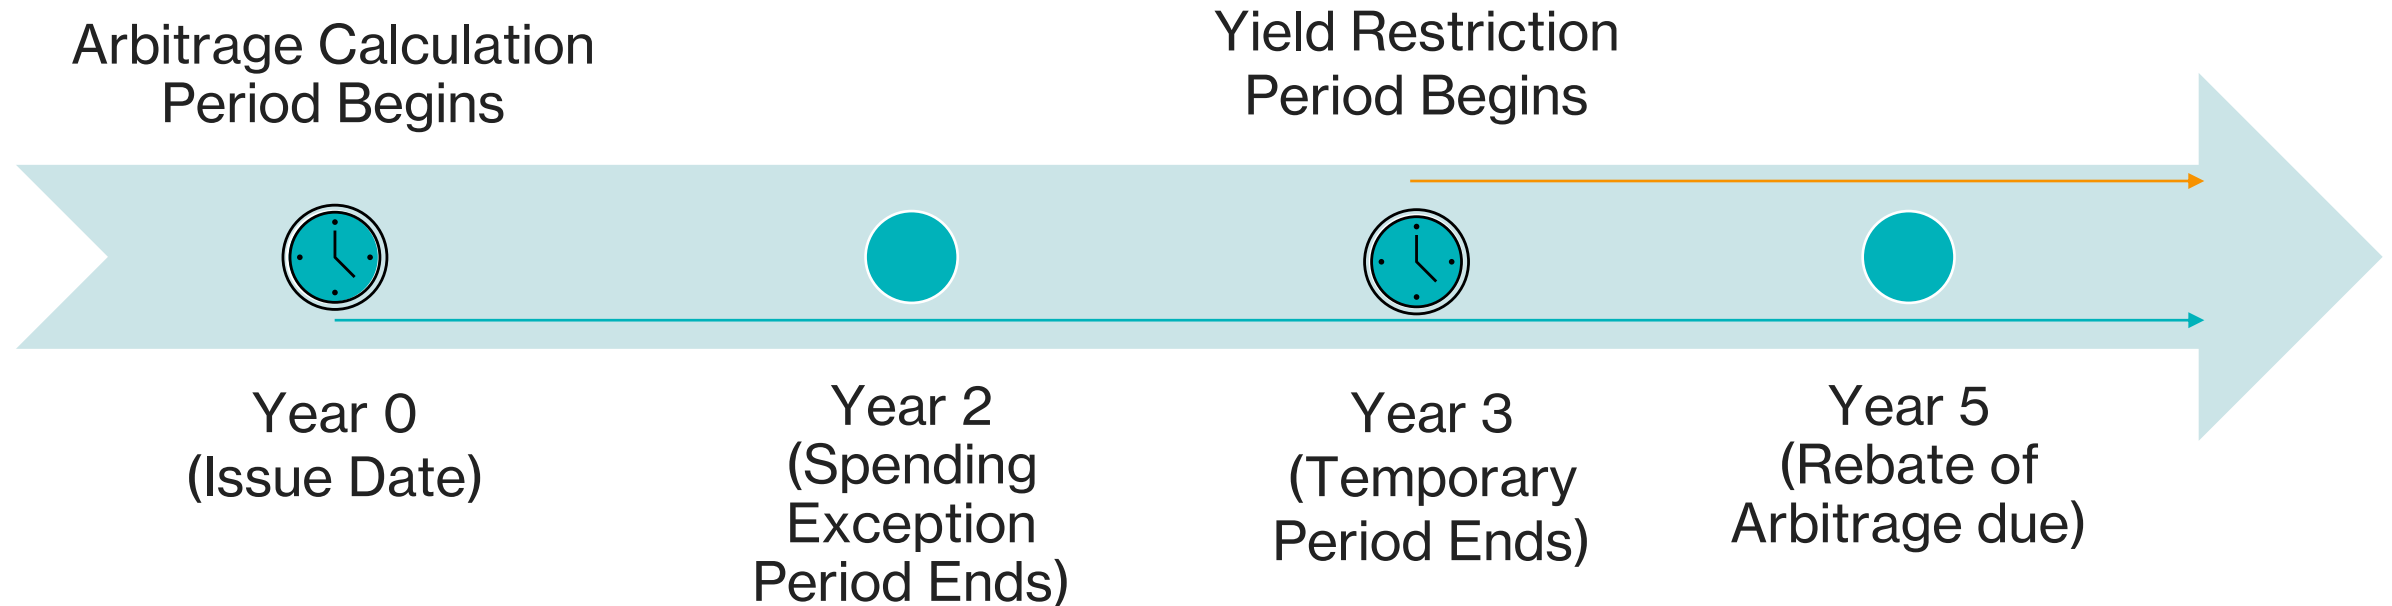 Arbitrage Calculation
Period Begins
Yield Restriction
Period Begins
Year 0
(Issue Date)
Year 2
(Spending
Exception
Period Ends)
Year 3
(Temporary
Period Ends)
Year 5
(Rebate of
Arbitrage due)